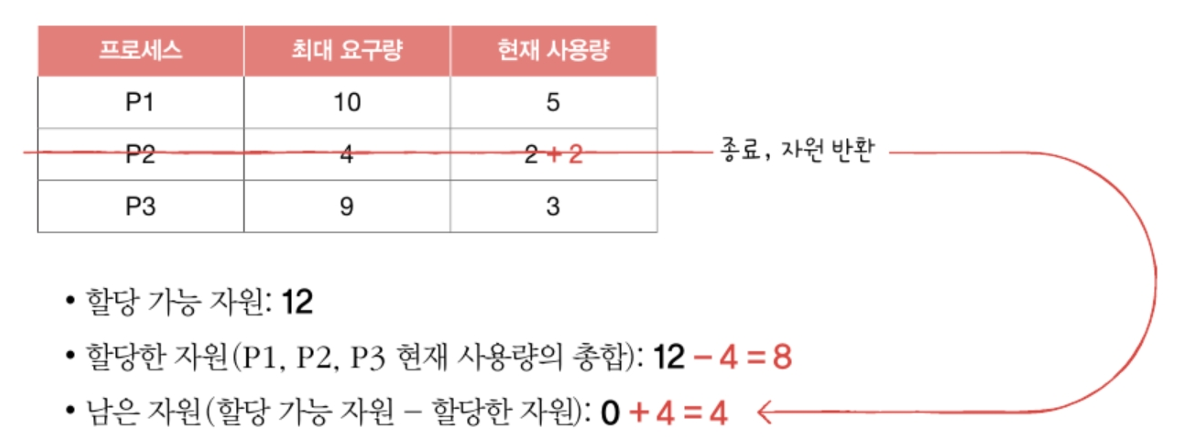 프로세스 최대 요구량 현재 사용량
P1 10 5
P2 4 2 + 2 종료, 자원 반환
P3 9 3
• 할당 가능 자원: 12
• 할당한 자원(P1, P2, P3 현재 사용량의 총합): 12 – 4 = 8
• 남은 자원(할당 가능 자원 – 할당한 자원): 0 + 4 = 4